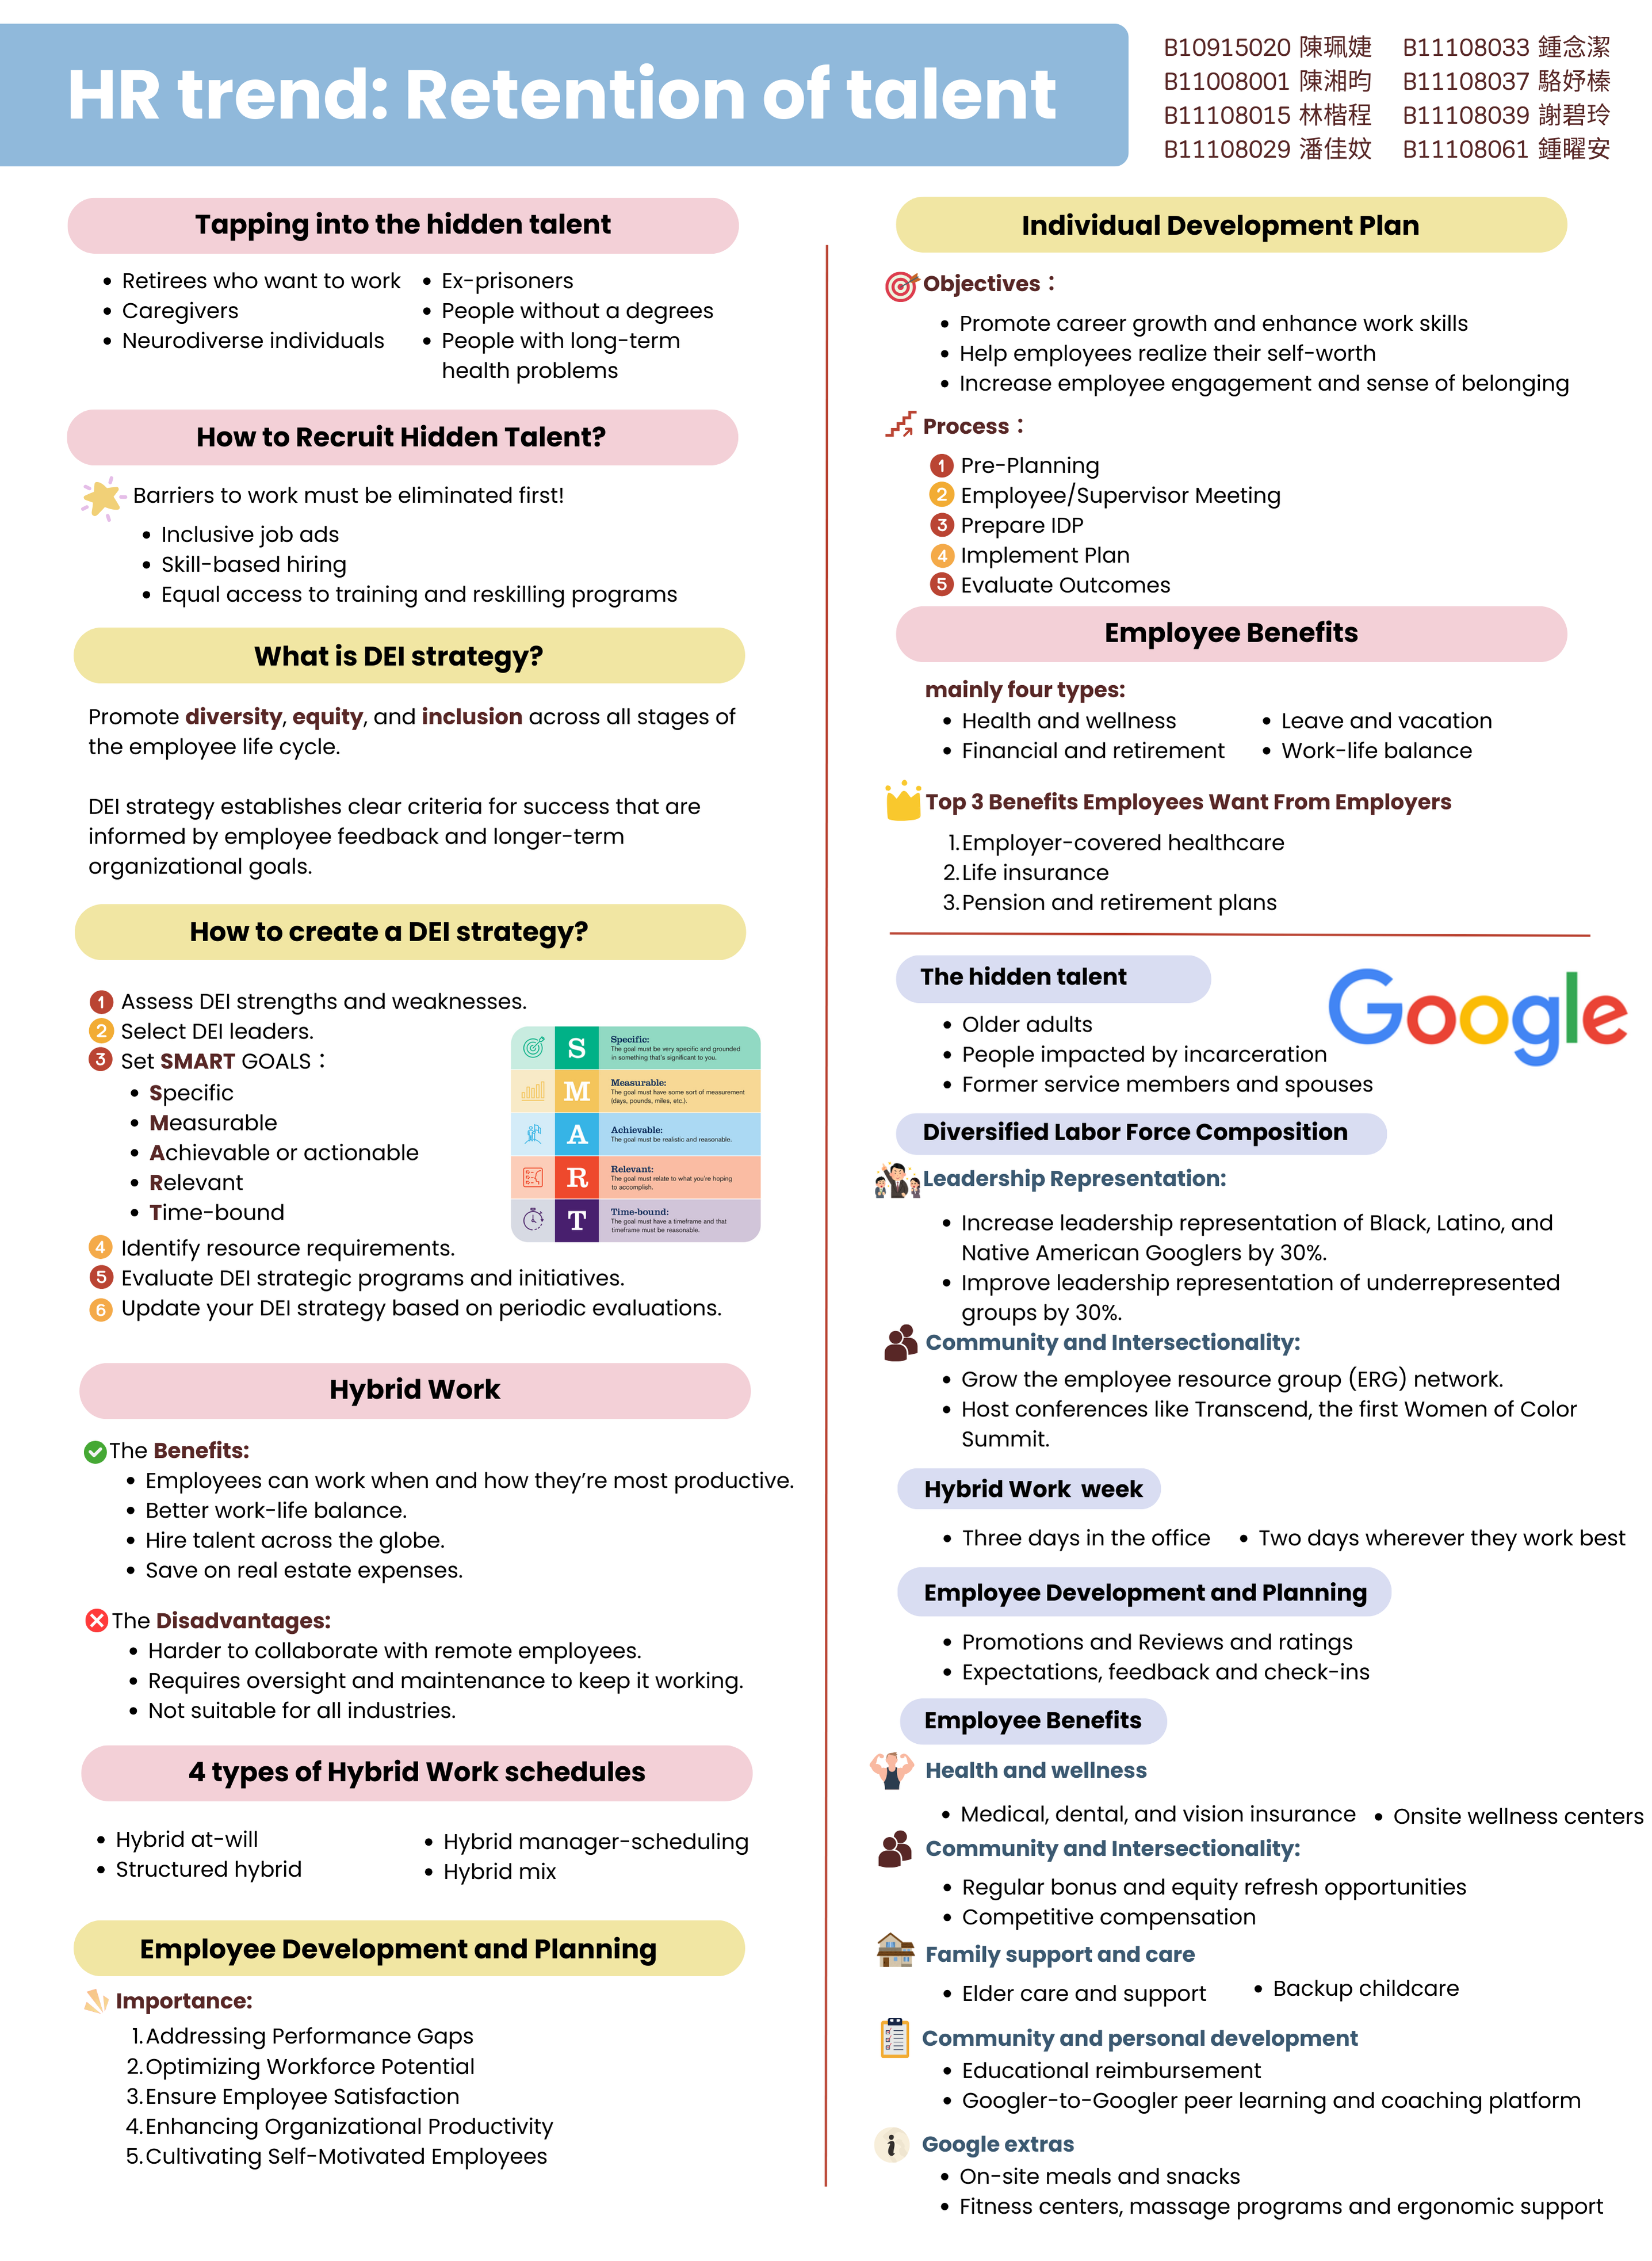 HR trend: Retention of talent
B10915020 陳珮婕
B11008001 陳湘昀
B11108015 林楷程
B11108029 潘佳妏
B11108033 鍾念潔
B11108037 駱妤榛
B11108039 謝碧玲
B11108061 鍾曜安
Tapping into the hidden talent
• Retirees who want to work
• Caregivers
• Neurodiverse individuals
• Ex-prisoners
• People without a degrees
• People with long-term
health problems
How to Recruit Hidden Talent?
Barriers to work must be eliminated first!
• Inclusive job ads
• Skill-based hiring
• Equal access to training and reskilling programs
What is DEI strategy?
Promote diversity, equity, and inclusion across all stages of
the employee life cycle.
DEI strategy establishes clear criteria for success that are
informed by employee feedback and longer-term
organizational goals.
How to create a DEI strategy?
1 Assess DEI strengths and weaknesses.
2 Select DEI leaders.
3 Set SMART GOALS：
• Specific
• Measurable
• Achievable or actionable
• Relevant
• Time-bound
S
Specific:
The goal must be very specific and grounded
in something that's significant to you.
M
Measurable:
The goal must have some sort of measurement
(days, pounds, miles, etc.).
A
Achievable:
The goal must be realistic and reasonable.
R
Relevant:
The goal must relate to what you're hoping
to accomplish.
T
Time-bound:
The goal must have a timeframe and that
timeframe must be reasonable.
4 Identify resource requirements.
5 Evaluate DEI strategic programs and initiatives.
6 Update your DEI strategy based on periodic evaluations.
Hybrid Work
The Benefits:
• Employees can work when and how they're most productive.
• Better work-life balance.
• Hire talent across the globe.
• Save on real estate expenses.
The Disadvantages:
• Harder to collaborate with remote employees.
• Requires oversight and maintenance to keep it working.
• Not suitable for all industries.
4 types of Hybrid Work schedules
• Hybrid at-will
• Structured hybrid
• Hybrid manager-scheduling
• Hybrid mix
Employee Development and Planning
Importance:
1. Addressing Performance Gaps
2. Optimizing Workforce Potential
3. Ensure Employee Satisfaction
4. Enhancing Organizational Productivity
5. Cultivating Self-Motivated Employees
Individual Development Plan
Objectives：
• Promote career growth and enhance work skills
• Help employees realize their self-worth
• Increase employee engagement and sense of belonging
Process：
1 Pre-Planning
2 Employee/Supervisor Meeting
3 Prepare IDP
4 Implement Plan
5 Evaluate Outcomes
Employee Benefits
mainly four types:
• Health and wellness
• Financial and retirement
• Leave and vacation
• Work-life balance
Top 3 Benefits Employees Want From Employers
1. Employer-covered healthcare
2. Life insurance
3. Pension and retirement plans
Google
The hidden talent
• Older adults
• People impacted by incarceration
• Former service members and spouses
Diversified Labor Force Composition
Leadership Representation:
• Increase leadership representation of Black, Latino, and
Native American Googlers by 30%.
• Improve leadership representation of underrepresented
groups by 30%.
Community and Intersectionality:
• Grow the employee resource group (ERG) network.
• Host conferences like Transcend, the first Women of Color
Summit.
Hybrid Work week
• Three days in the office • Two days wherever they work best
Employee Development and Planning
• Promotions and Reviews and ratings
• Expectations, feedback and check-ins
Employee Benefits
Health and wellness
• Medical, dental, and vision insurance • Onsite wellness centers
Community and Intersectionality:
• Regular bonus and equity refresh opportunities
• Competitive compensation
Family support and care
• Elder care and support • Backup childcare
Community and personal development
• Educational reimbursement
• Googler-to-Googler peer learning and coaching platform
Google extras
• On-site meals and snacks
• Fitness centers, massage programs and ergonomic support